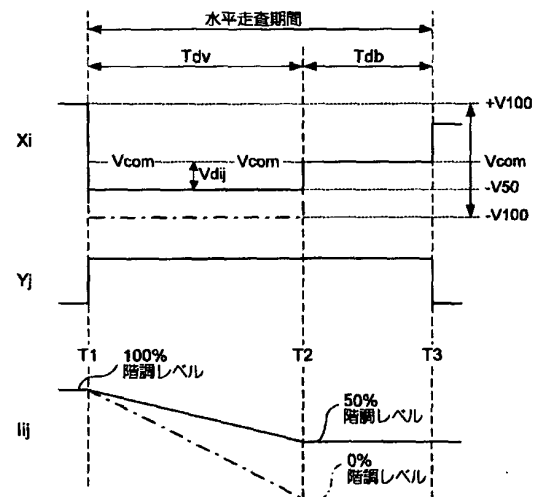 水平走査期間
Tdv
Tdb
+V100
Xi
Vcom
Vcom
Vcom
Vdij
-V50
-V100
Yj
T1
T2
T3
100%
階調レベル
50%
階調レベル
Iij
0%
階調レベル